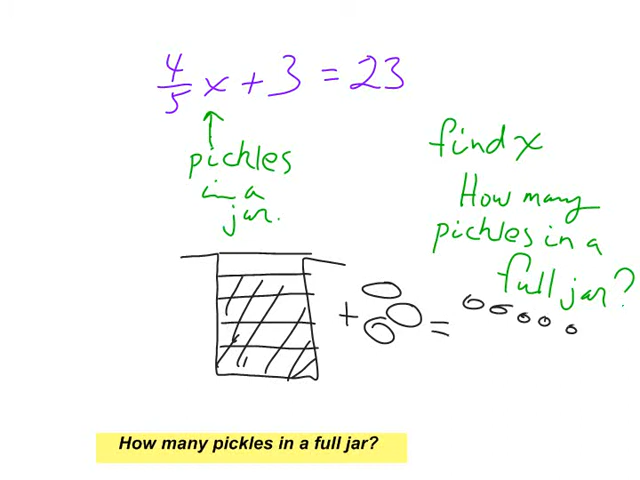 4/5 x + 3 = 23
pickles
in a
jar.
find x
How many
pickles in a
full jar?
+ =
How many pickles in a full jar?